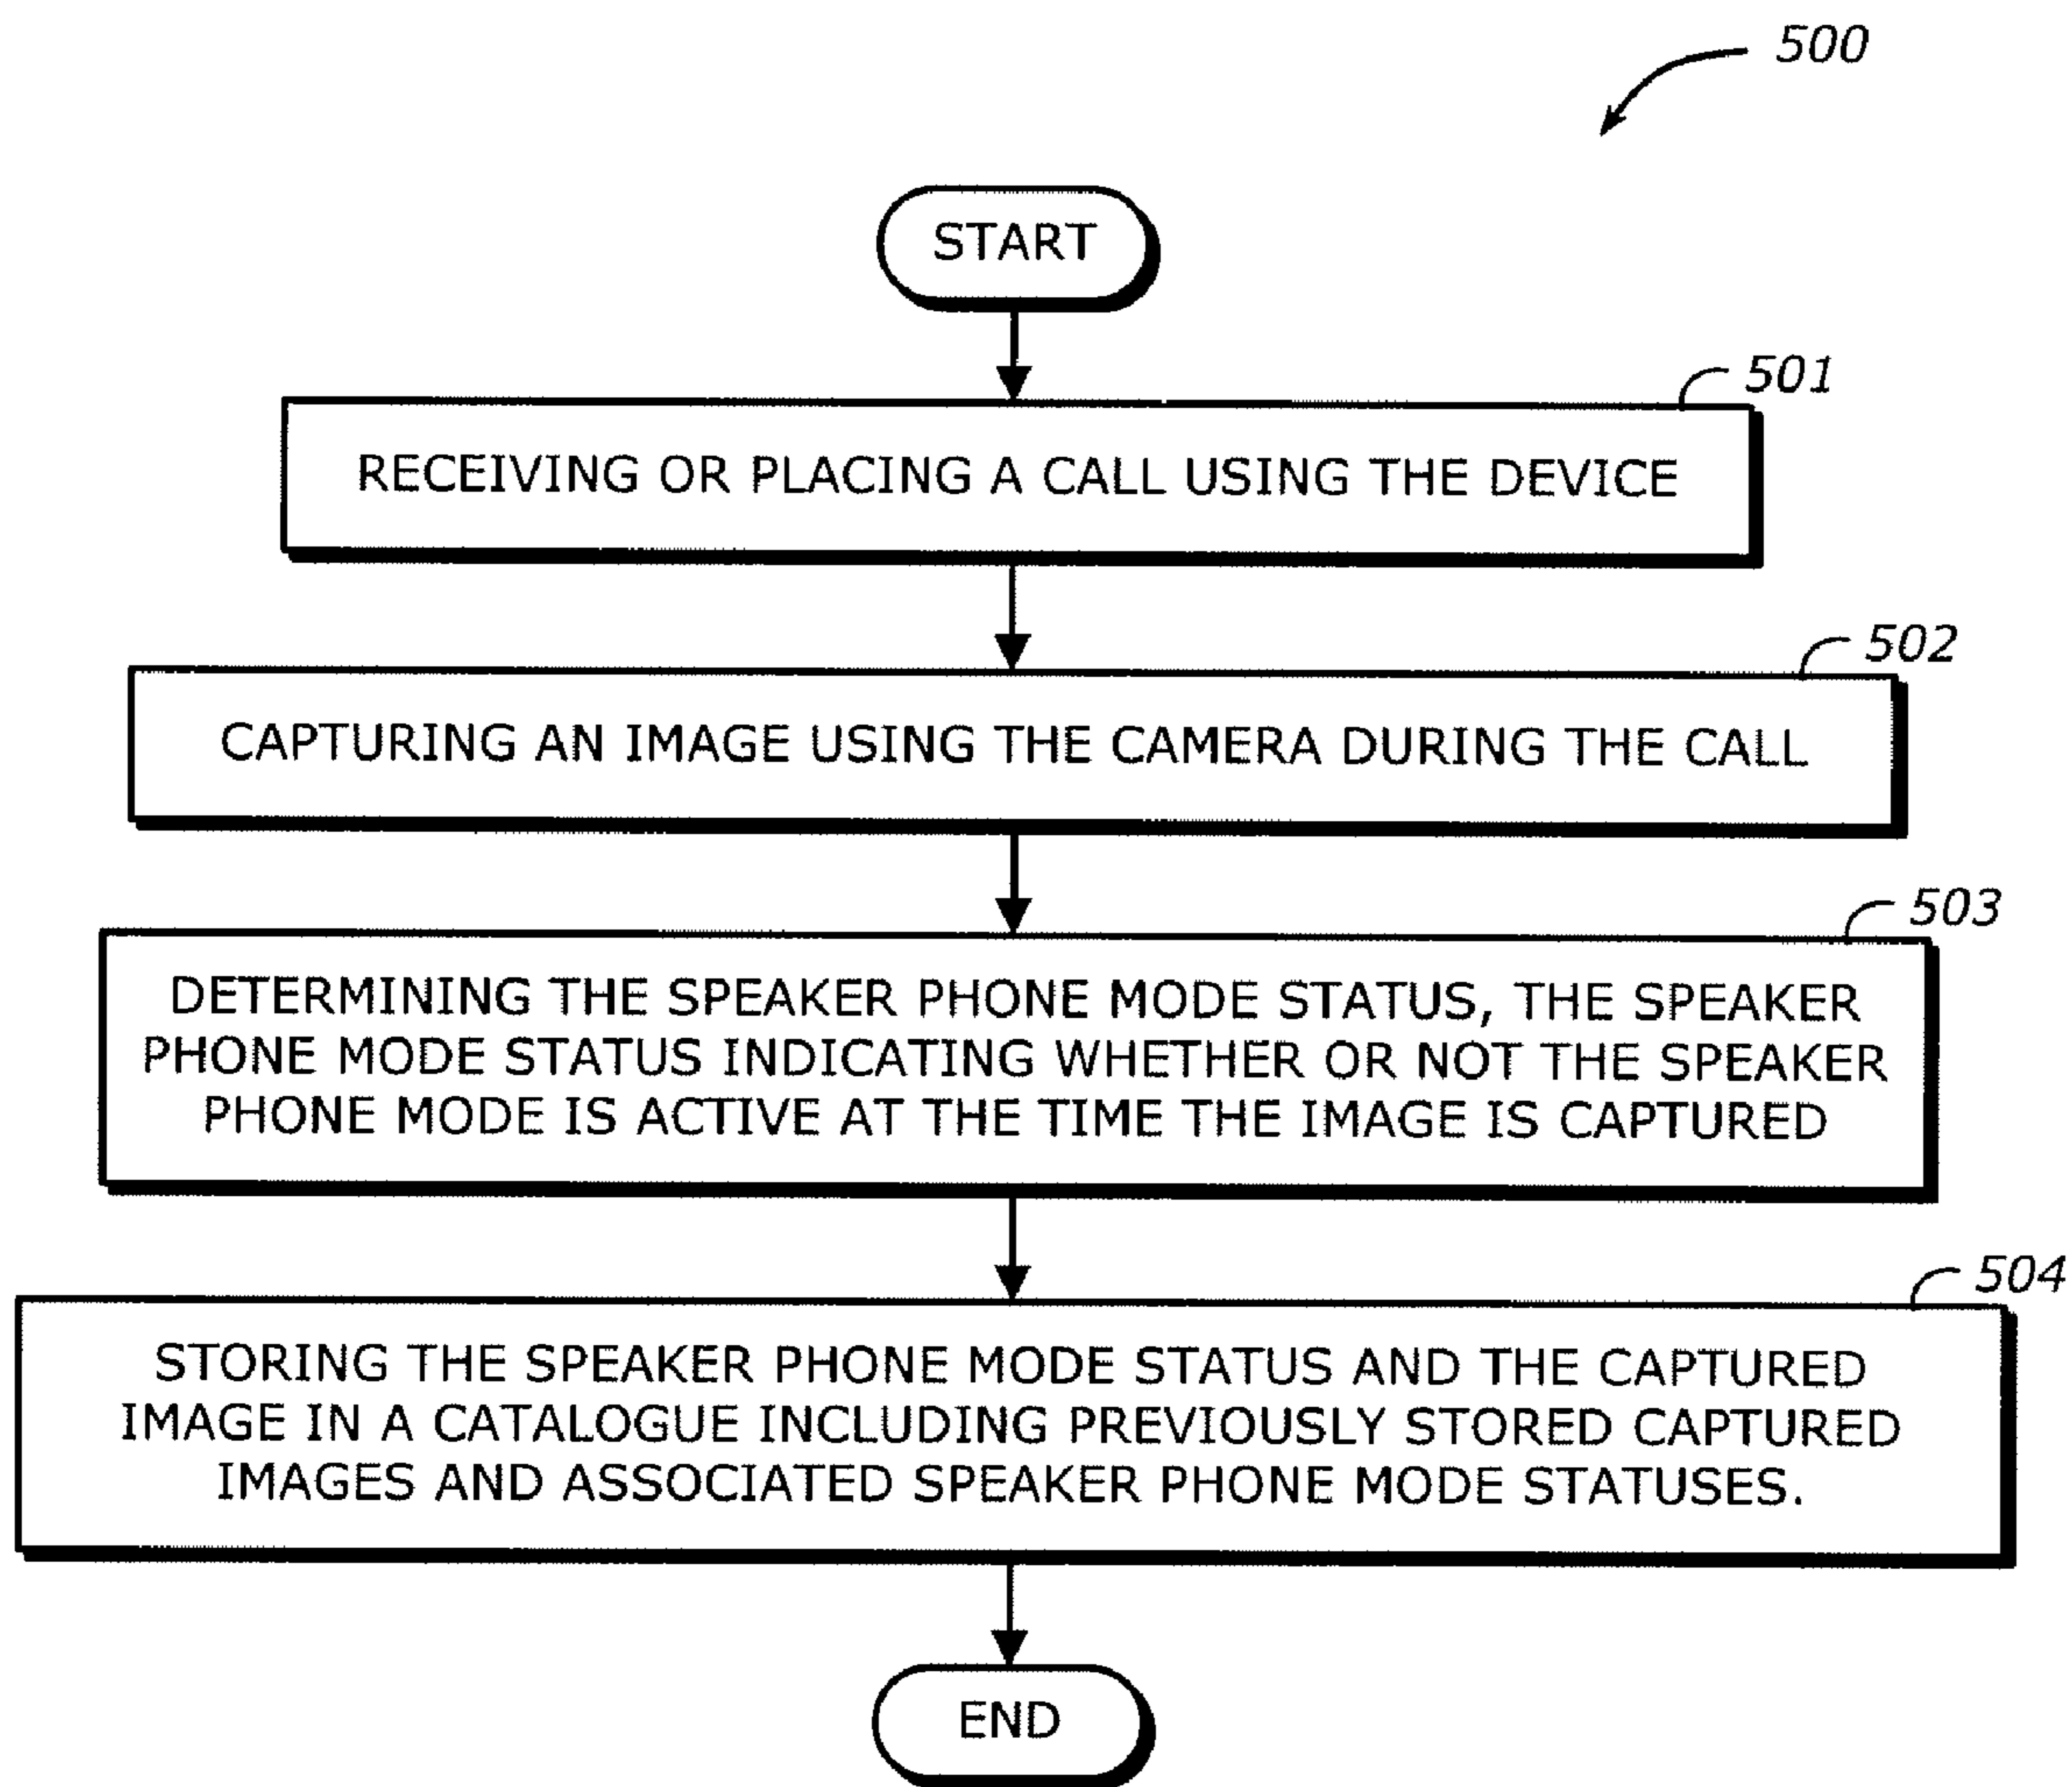 500
START
501
RECEIVING OR PLACING A CALL USING THE DEVICE
502
CAPTURING AN IMAGE USING THE CAMERA DURING THE CALL
503
DETERMINING THE SPEAKER PHONE MODE STATUS, THE SPEAKER
PHONE MODE STATUS INDICATING WHETHER OR NOT THE SPEAKER
PHONE MODE IS ACTIVE AT THE TIME THE IMAGE IS CAPTURED
504
STORING THE SPEAKER PHONE MODE STATUS AND THE CAPTURED
IMAGE IN A CATALOGUE INCLUDING PREVIOUSLY STORED CAPTURED
IMAGES AND ASSOCIATED SPEAKER PHONE MODE STATUSES.
END